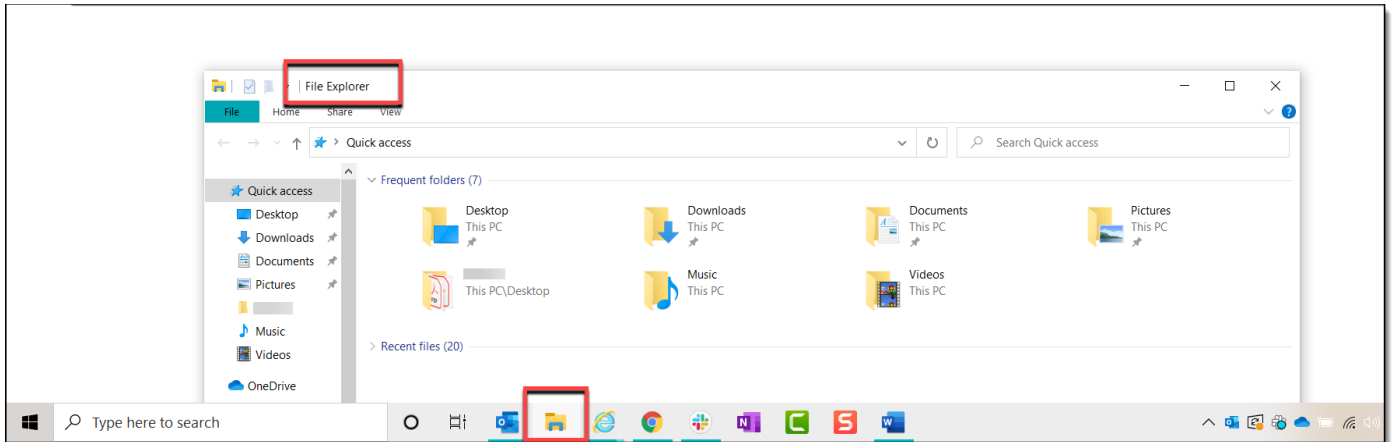 File Explorer
File Home Share View
Quick access
Search Quick access
Quick access
Desktop
Downloads
Documents
Pictures
Music
Videos
OneDrive
Frequent folders (7)
Desktop
This PC
Downloads
This PC
Documents
This PC
Pictures
This PC
This PC\Desktop
Music
This PC
Videos
This PC
Recent files (20)
Type here to search